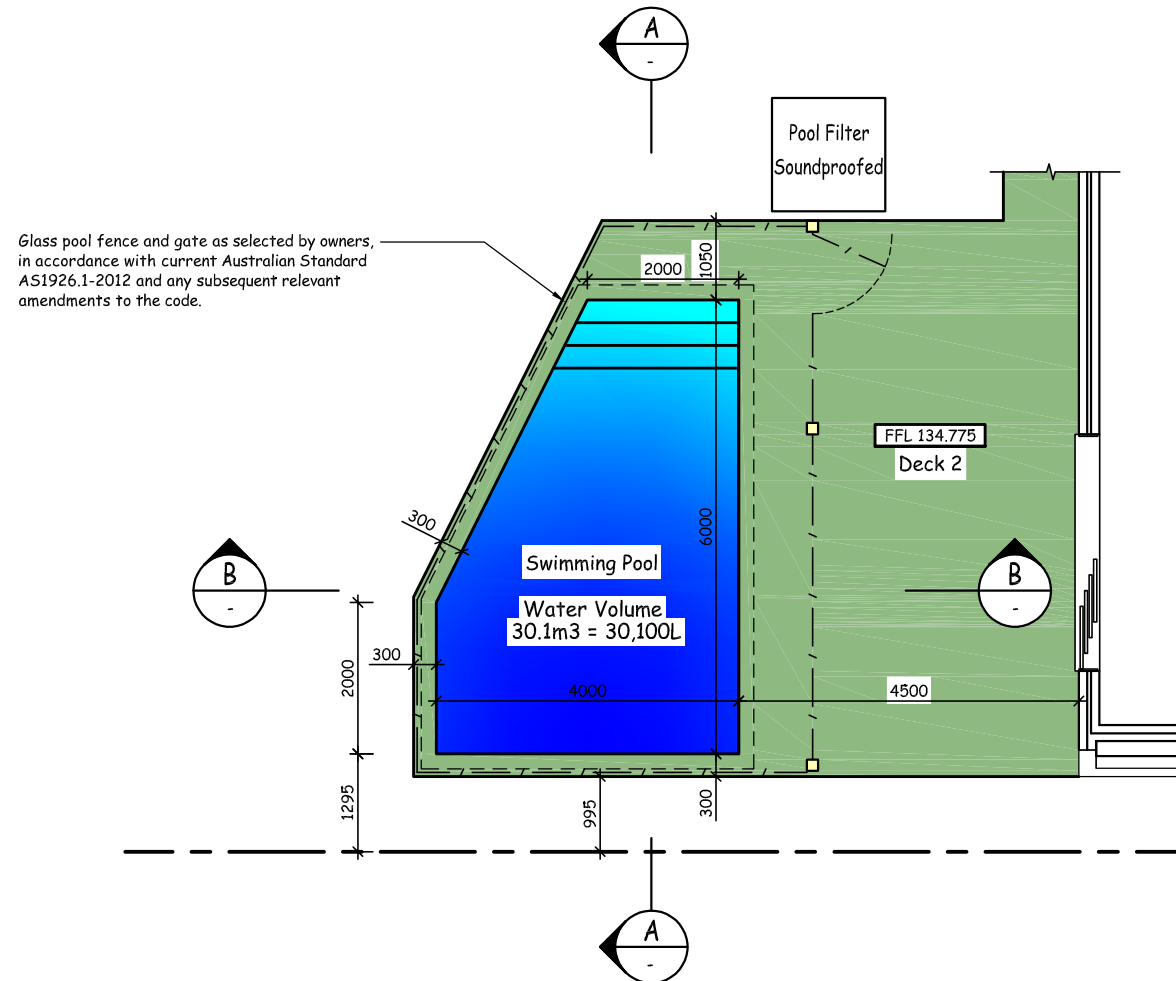 A
-
Pool Filter
Soundproofed
Glass pool fence and gate as selected by owners,
in accordance with current Australian Standard
AS1926.1-2012 and any subsequent relevant
amendments to the code.
2000
1050
FFL 134.775
Deck 2
300
6000
Swimming Pool
B
-
B
-
Water Volume
30.1m3 = 30,100L
300
2000
4000
4500
1295
995
300
A
-